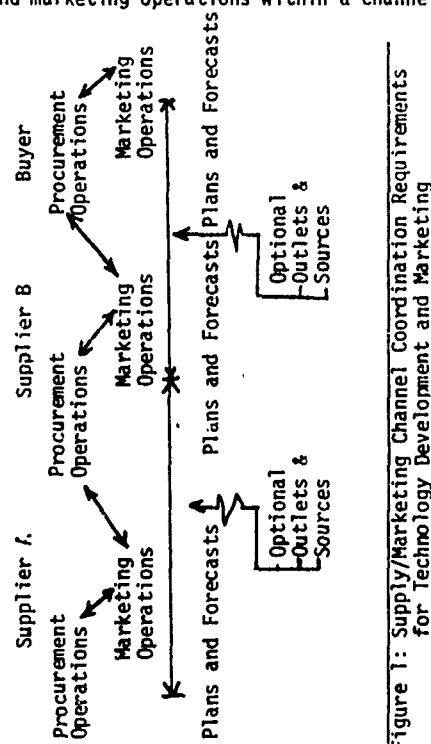 and marketing operations within a channel
Supplier A
Supplier B
Buyer
Procurement
Operations
Procurement
Operations
Procurement
Operations
Marketing
Operations
Marketing
Operations
Marketing
Operations
Plans and Forecasts
Plans and Forecasts
Plans and Forecasts
Optional
Outlets &
Sources
Optional
Outlets &
Sources
Figure 1: Supply/Marketing Channel Coordination Requirements
for Technology Development and Marketing